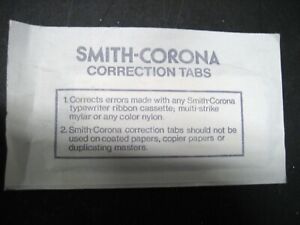 SMITH-CORONA
CORRECTION TABS
1. Corrects errors made with any Smith-Corona
typewriter ribbon cassette; multi-strike
mylar or any color nylon.
2. Smith-Corona correction tabs should not be
used on coated papers, copier papers or
duplicating masters.